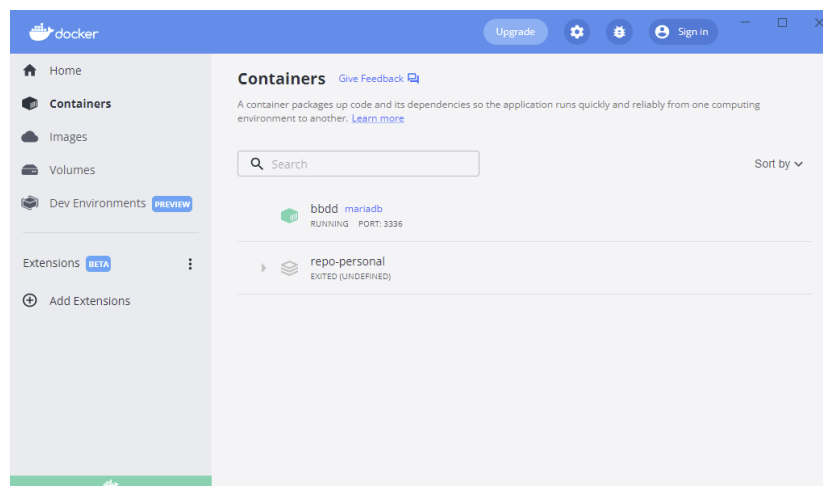 docker
Upgrade
Sign in
Home
Containers
Images
Volumes
Dev Environments PREVIEW
Extensions BETA
Add Extensions
Containers Give Feedback
A container packages up code and its dependencies so the application runs quickly and reliably from one computing
environment to another. Learn more
Search
Sort by
bbdd mariadb
RUNNING PORT: 3336
repo-personal
EXITED (UNDEFINED)